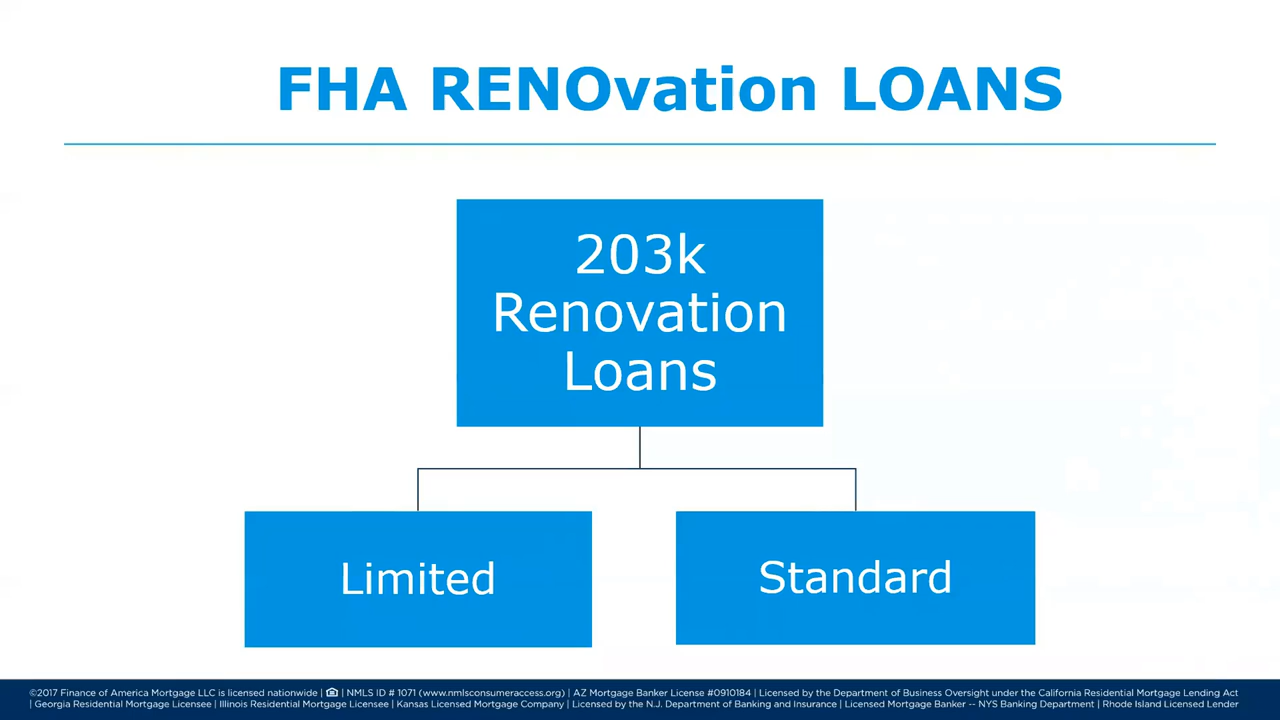 FHA RENOvation LOANS
203k
Renovation
Loans
Limited
Standard
©2017 Finance of America Mortgage LLC is licensed nationwide | | NMLS ID # 1071 (www.nmlsconsumeraccess.org) | AZ Mortgage Banker License #0910184 | Licensed by the Department of Business Oversight under the California Residential Mortgage Lending Act
| Georgia Residential Mortgage Licensee | Illinois Residential Mortgage Licensee | Kansas Licensed Mortgage Company | Licensed by the N.J. Department of Banking and Insurance | Licensed Mortgage Banker -- NYS Banking Department | Rhode Island Licensed Lender